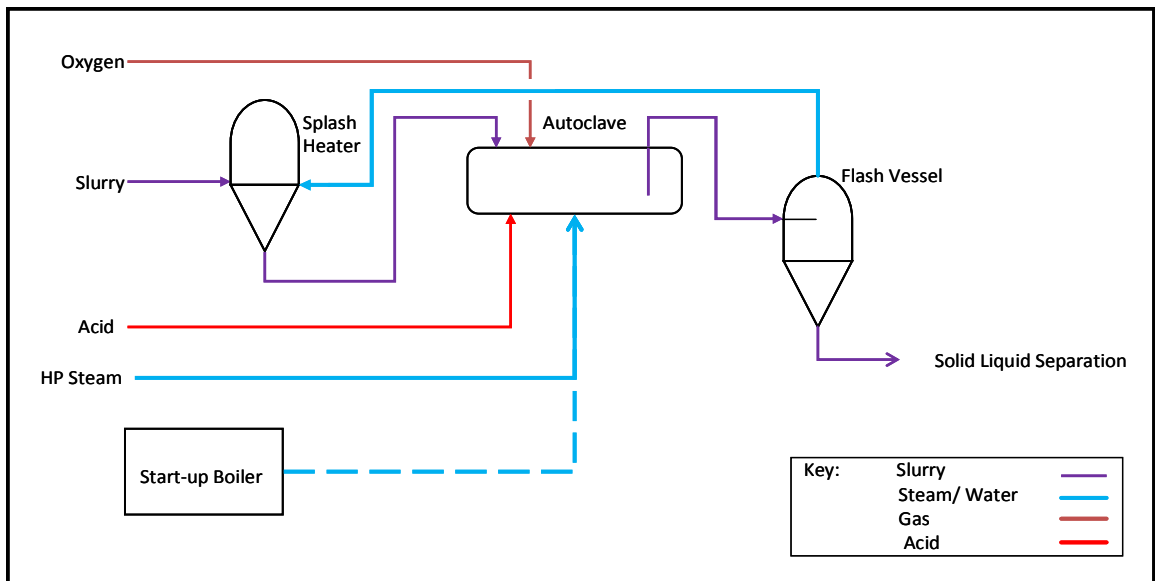 Oxygen
Splash
Heater
Autoclave
Slurry
Flash Vessel
Acid
Solid Liquid Separation
HP Steam
Start-up Boiler
Key:
Slurry
Steam/ Water
Gas
Acid